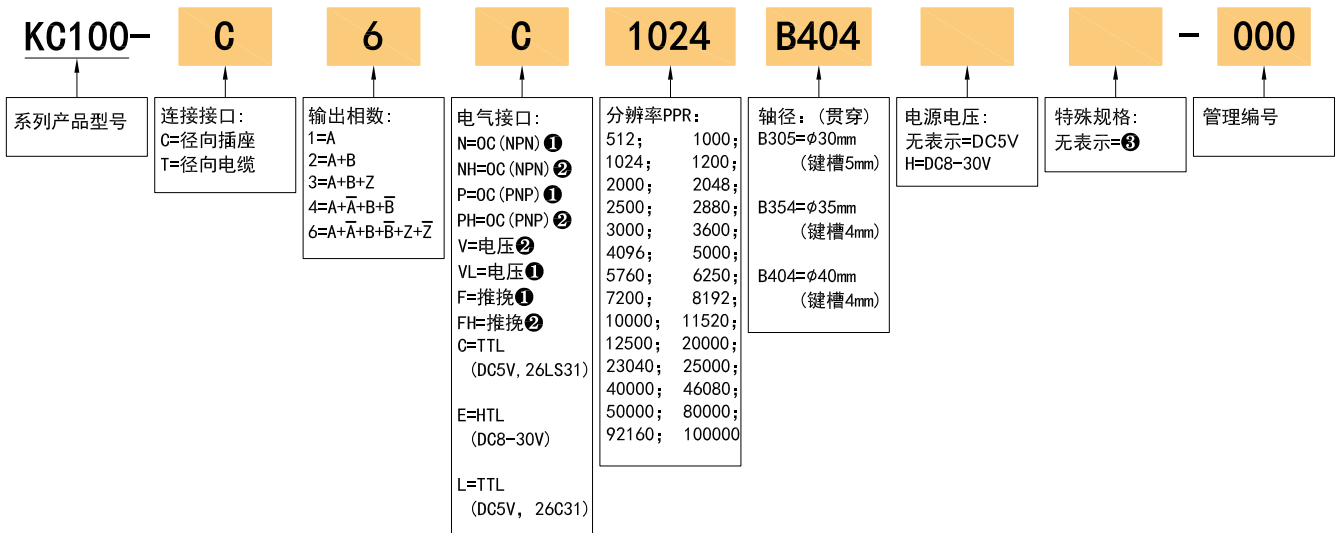 KC100- C 6 C 1024 B404 - 000
系列产品型号
连接接口:
C=径向插座
T=径向电缆
输出相数:
1=A
2=A+B
3=A+B+Z
4=A+A̅+B+B̅
6=A+A̅+B+B̅+Z+Z̅
电气接口:
N=OC(NPN)❶
NH=OC(NPN)❷
P=OC(PNP)❶
PH=OC(PNP)❷
V=电压❷
VL=电压❶
F=推挽❶
FH=推挽❷
C=TTL
(DC5V,26LS31)
E=HTL
(DC8-30V)
L=TTL
(DC5V, 26C31)
分辨率PPR:
512; 1000;
1024; 1200;
2000; 2048;
2500; 2880;
3000; 3600;
4096; 5000;
5760; 6250;
7200; 8192;
10000; 11520;
12500; 20000;
23040; 25000;
40000; 46080;
50000; 80000;
92160; 100000
轴径:(贯穿)
B305=φ30mm
(键槽5mm)
B354=φ35mm
(键槽4mm)
B404=φ40mm
(键槽4mm)
电源电压:
无表示=DC5V
H=DC8-30V
特殊规格:
无表示=❸
管理编号